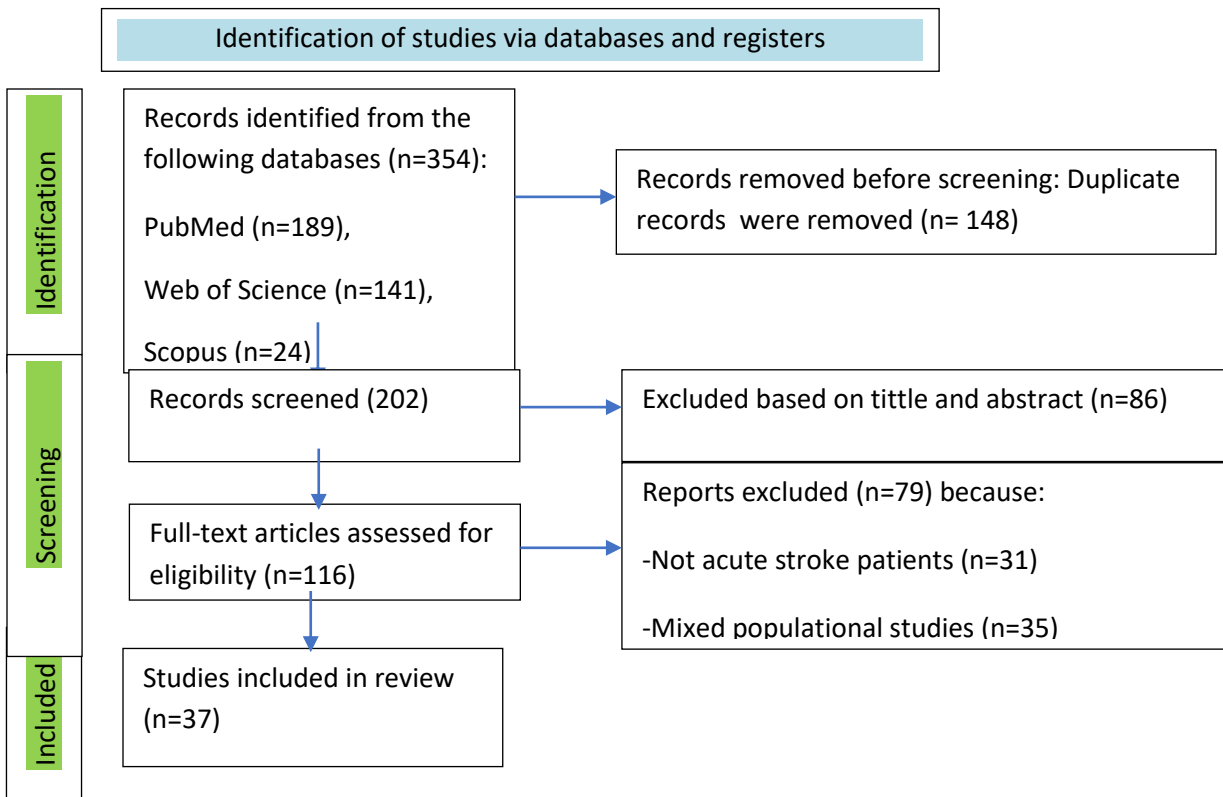 Identification of studies via databases and registers
Identification
Records identified from the
following databases (n=354):
PubMed (n=189),
Web of Science (n=141),
Scopus (n=24)
Records removed before screening: Duplicate
records were removed (n= 148)
Screening
Records screened (202)
Excluded based on tittle and abstract (n=86)
Full-text articles assessed for
eligibility (n=116)
Reports excluded (n=79) because:
-Not acute stroke patients (n=31)
-Mixed populational studies (n=35)
Included
Studies included in review
(n=37)